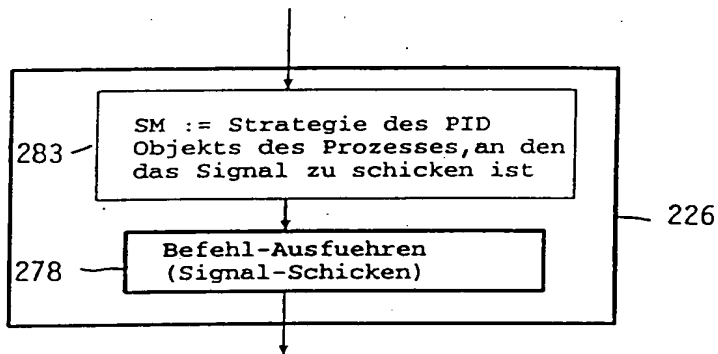 SM := Strategie des PID
Objekts des Prozesses,an den
das Signal zu schicken ist
283
226
Befehl-Ausfuehren
(Signal-Schicken)
278